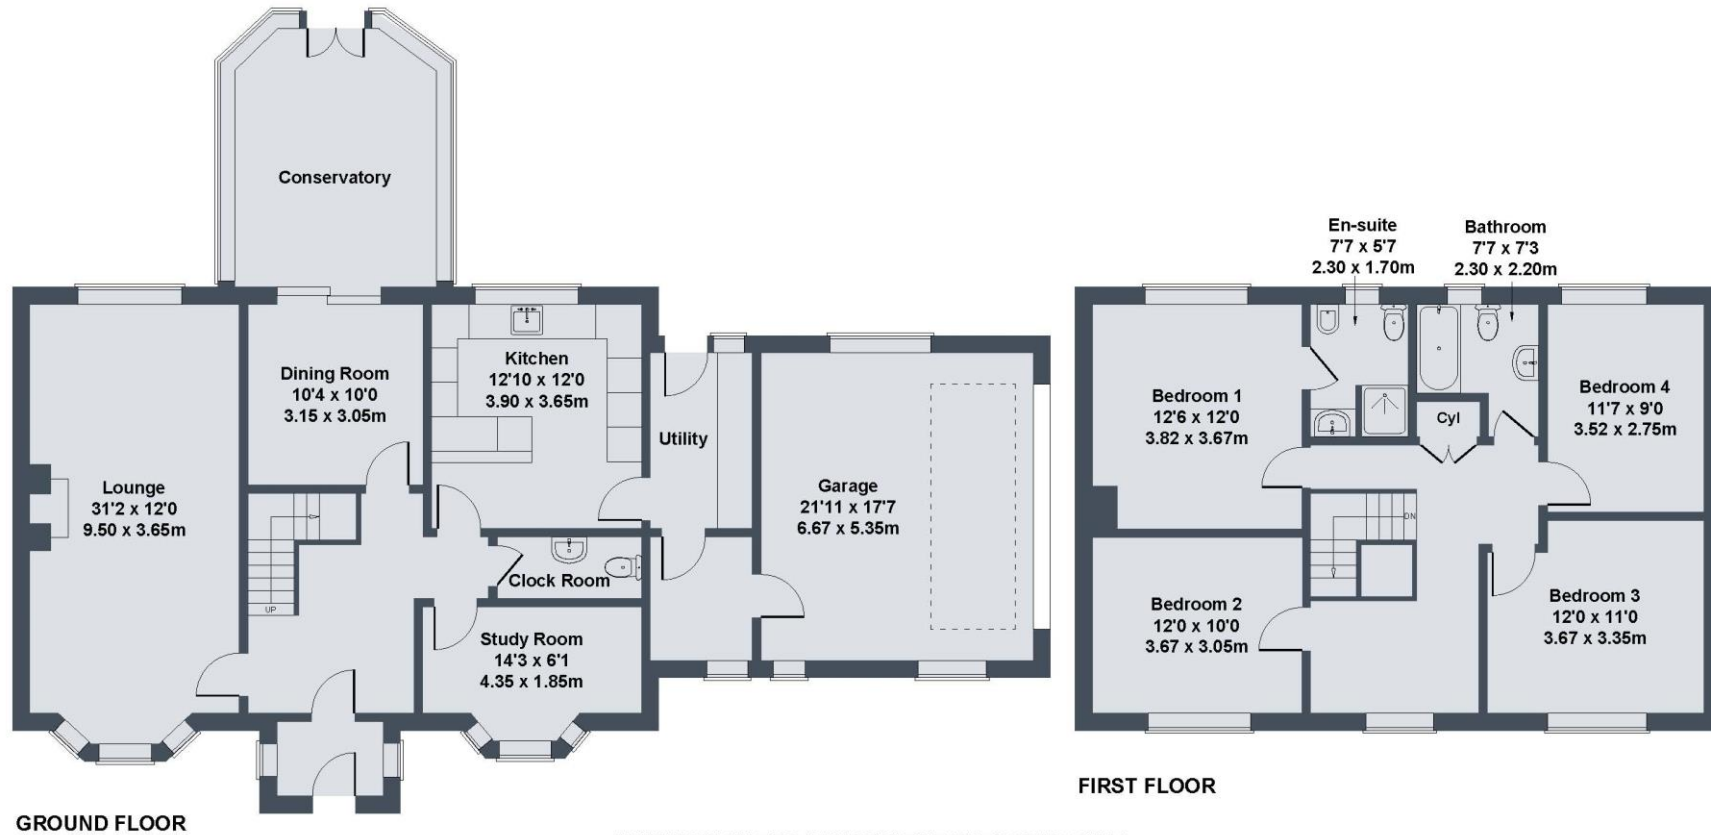 Conservatory
En-suite
7'7 x 5'7
2.30 x 1.70m
Bathroom
7'7 x 7'3
2.30 x 2.20m
Kitchen
12'10 x 12'0
3.90 x 3.65m
Dining Room
10'4 x 10'0
3.15 x 3.05m
Utility
Lounge
31'2 x 12'0
9.50 x 3.65m
Garage
21'11 x 17'7
6.67 x 5.35m
UP
Clock Room
Study Room
14'3 x 6'1
4.35 x 1.85m
Bedroom 1
12'6 x 12'0
3.82 x 3.67m
Cyl
Bedroom 4
11'7 x 9'0
3.52 x 2.75m
DN
Bedroom 2
12'0 x 10'0
3.67 x 3.05m
Bedroom 3
12'0 x 11'0
3.67 x 3.35m
FIRST FLOOR
GROUND FLOOR